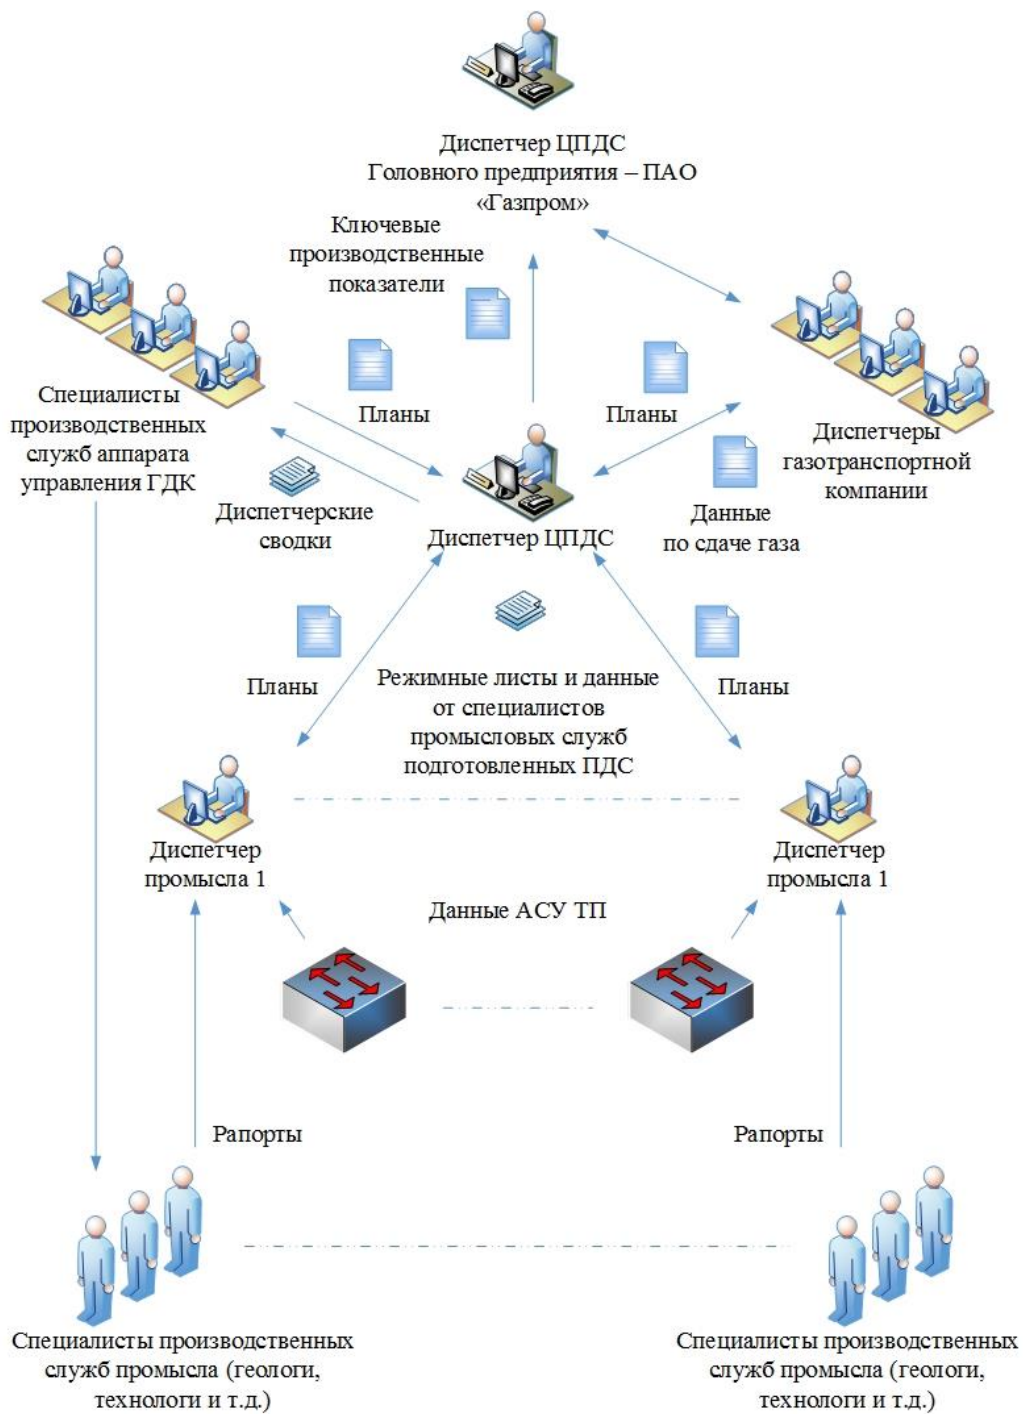 Диспетчер ЦПДС
Головного предприятия – ПАО
«Газпром»
Ключевые
производственные
показатели
Планы
Планы
Специалисты
производственных
служб аппарата
управления ГДК
Диспетчеры
газотранспортной
компании
Диспетчерские
сводки
Диспетчер ЦПДС
Данные
по сдаче газа
Планы
Режимные листы и данные
от специалистов
промысловых служб
подготовленных ПДС
Планы
Диспетчер
промысла 1
Диспетчер
промысла 1
Данные АСУ ТП
Рапорты
Рапорты
Специалисты производственных
служб промысла (геологи,
технологи и т.д.)
Специалисты производственных
служб промысла (геологи,
технологи и т.д.)